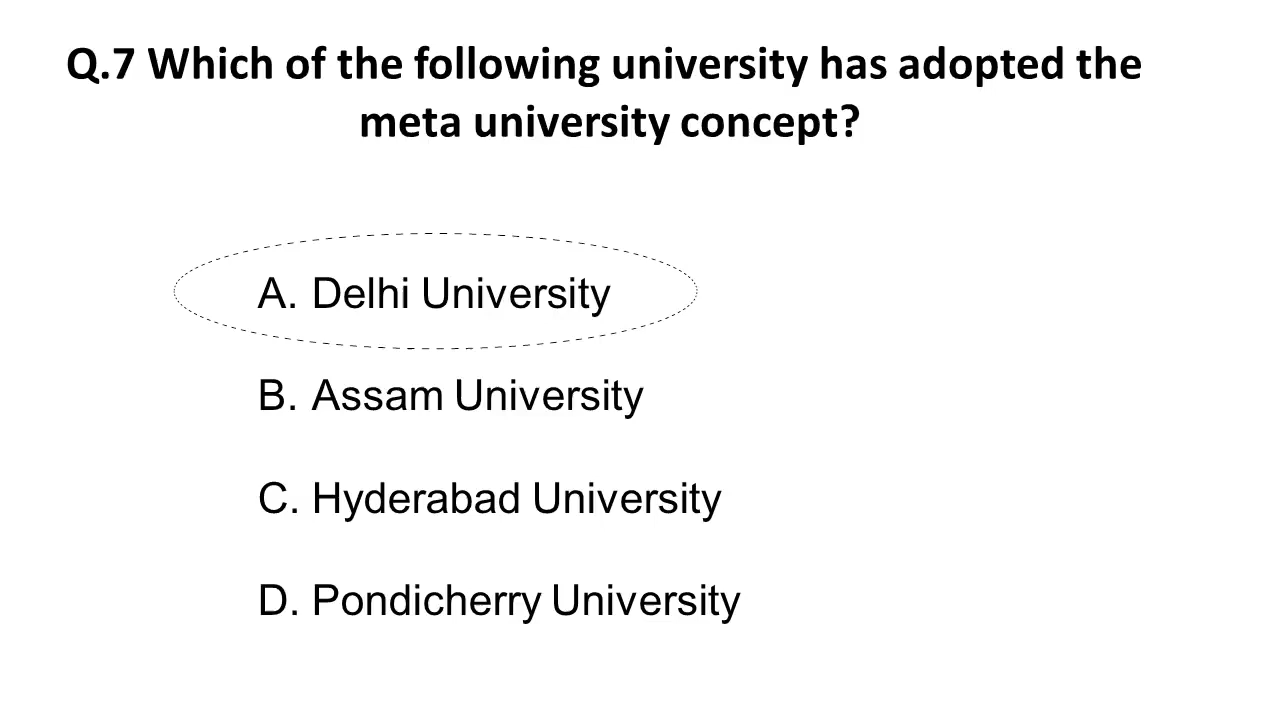 Q.7 Which of the following university has adopted the
meta university concept?
A. Delhi University
B. Assam University
C. Hyderabad University
D. Pondicherry University